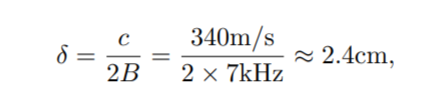 δ = c / 2B = 340m/s / 2 × 7kHz ≈ 2.4cm,